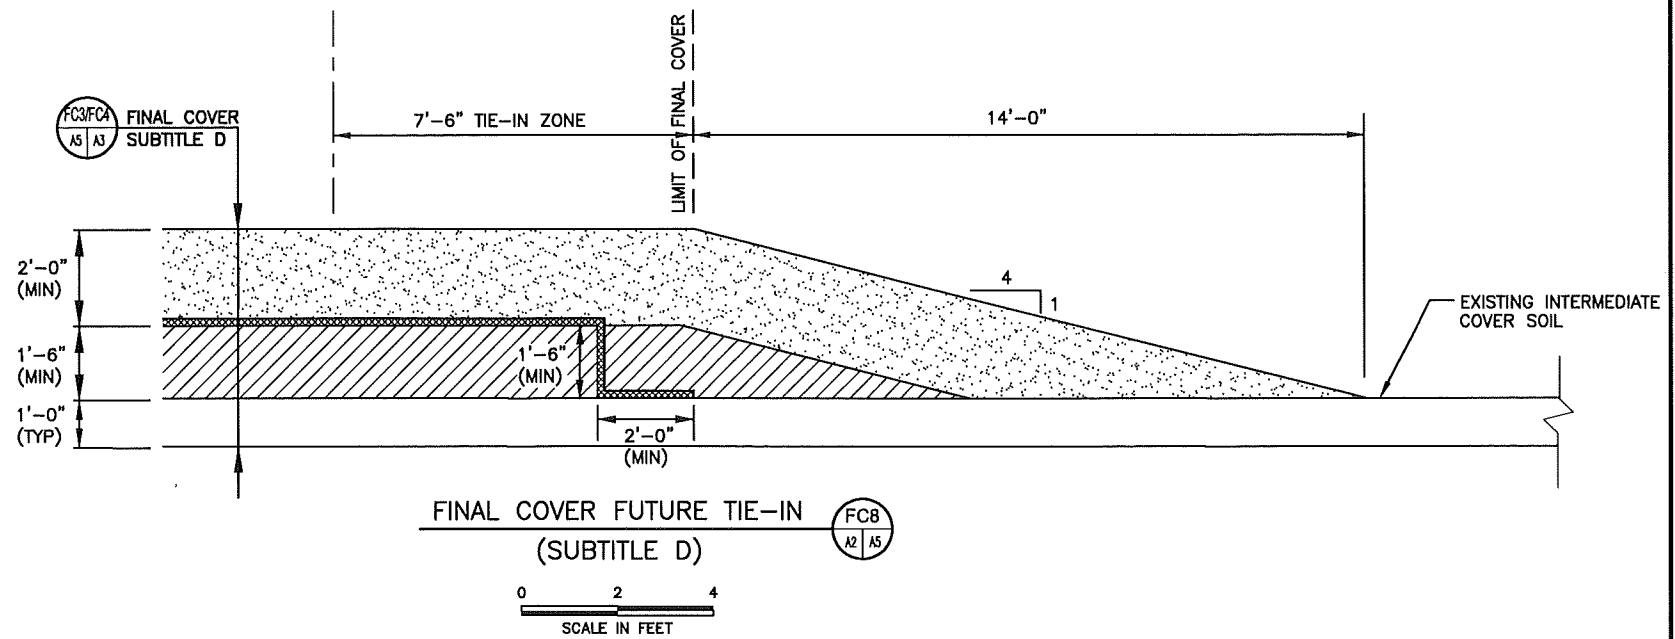 LIMIT OF FINAL COVER
FC3/FC4
A5 A3
FINAL COVER
SUBTITLE D
7'-6" TIE-IN ZONE
14'-0"
2'-0"
(MIN)
4
1
EXISTING INTERMEDIATE
COVER SOIL
1'-6"
(MIN)
1'-6"
(MIN)
1'-0"
(TYP)
2'-0"
(MIN)
FINAL COVER FUTURE TIE-IN
(SUBTITLE D)
FC8
A2 A5
0 2 4
SCALE IN FEET